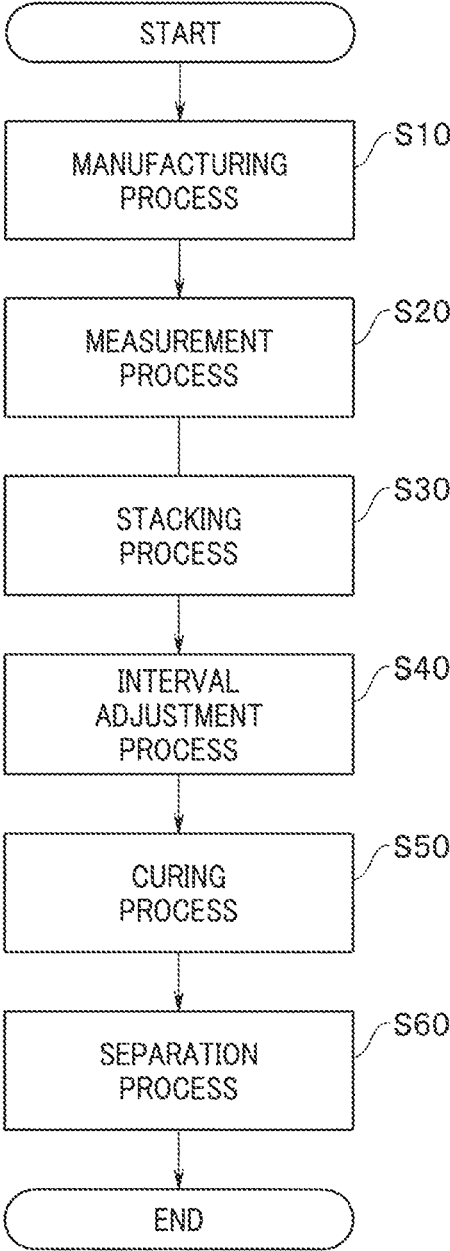 START
S10
MANUFACTURING
PROCESS
S20
MEASUREMENT
PROCESS
S30
STACKING
PROCESS
S40
INTERVAL
ADJUSTMENT
PROCESS
S50
CURING
PROCESS
S60
SEPARATION
PROCESS
END